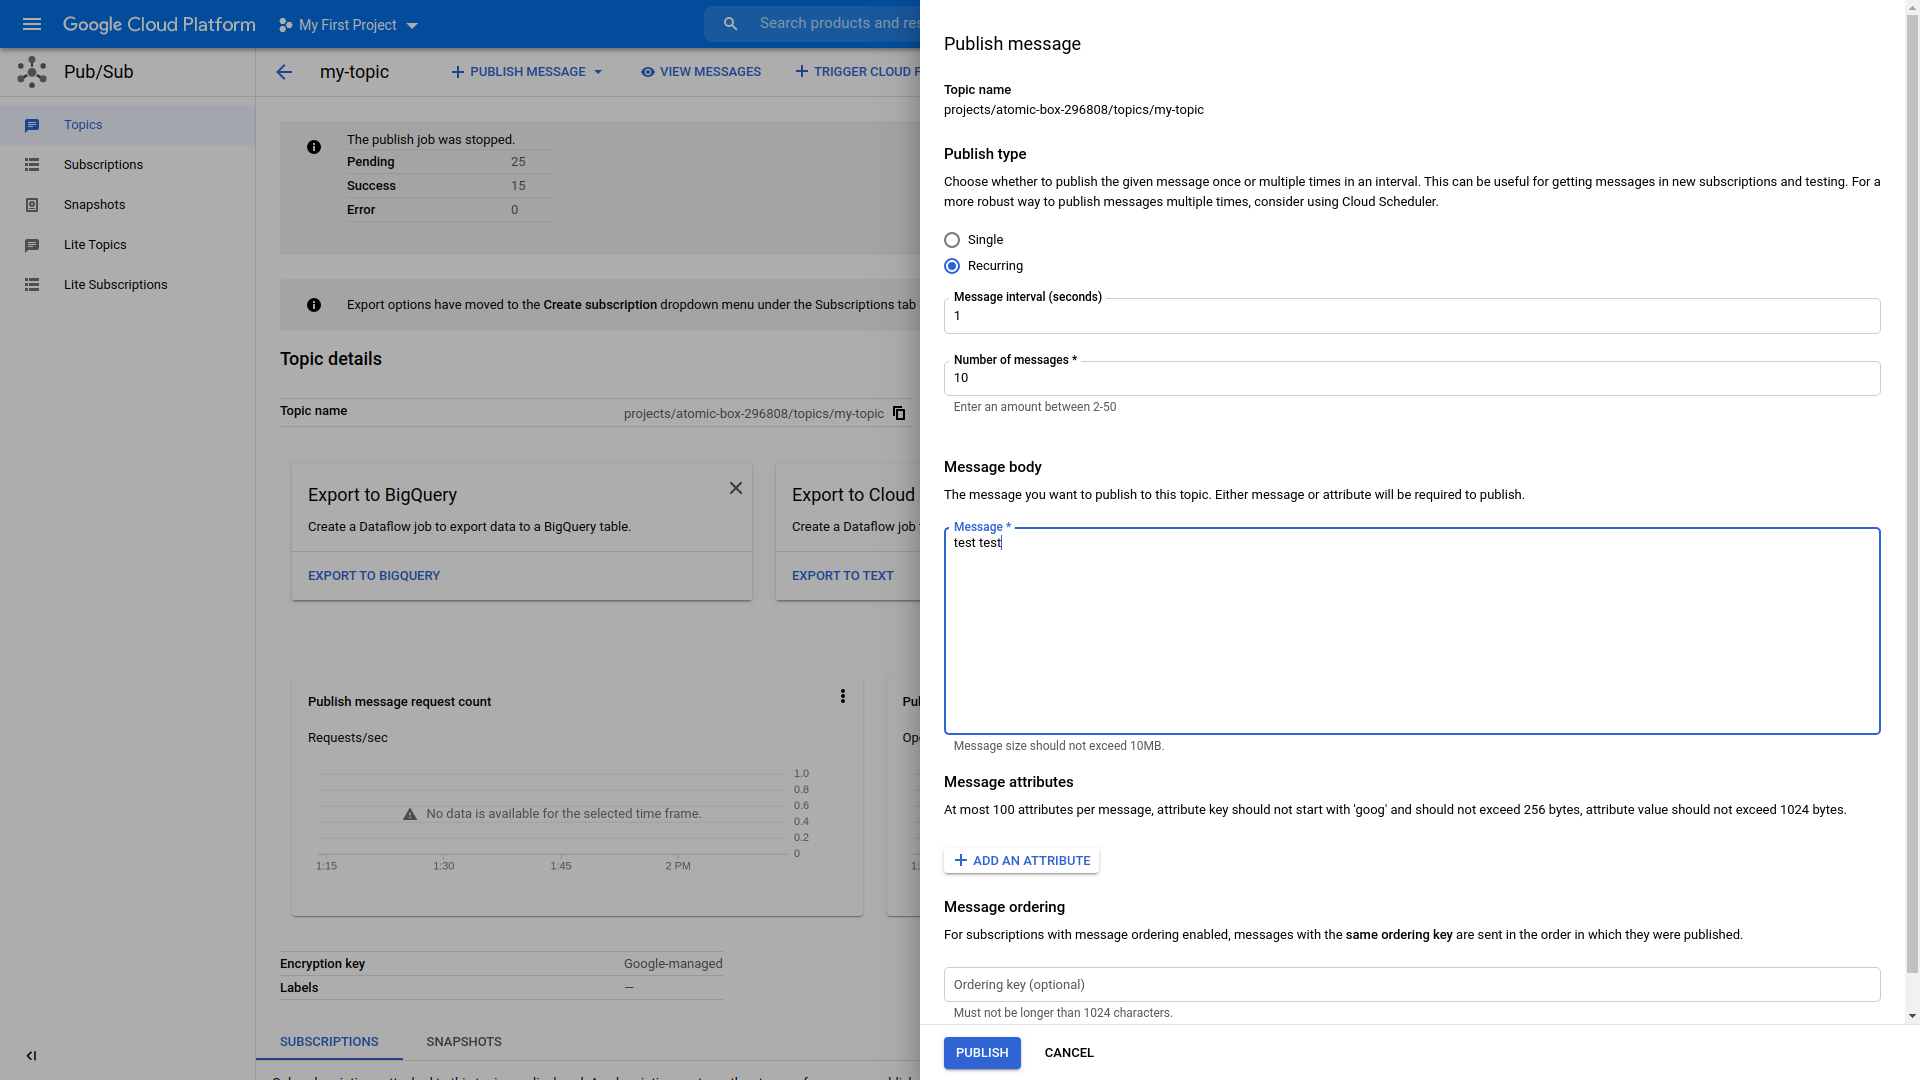 Google Cloud Platform
My First Project
Search products and res
Pub/Sub
Topics
Subscriptions
Snapshots
Lite Topics
Lite Subscriptions
my-topic
PUBLISH MESSAGE
VIEW MESSAGES
TRIGGER CLOUD F
The publish job was stopped.
Pending 25
Success 15
Error 0
Export options have moved to the Create subscription dropdown menu under the Subscriptions tab
Topic details
Topic name projects/atomic-box-296808/topics/my-topic
Export to BigQuery
Create a Dataflow job to export data to a BigQuery table.
EXPORT TO BIGQUERY
Export to Cloud
Create a Dataflow job
EXPORT TO TEXT
Publish message request count
Requests/sec
1.0
0.8
0.6
0.4
0.2
0
No data is available for the selected time frame.
1:15 1:30 1:45 2 PM
Pu
Op
1:
Encryption key Google-managed
Labels —
SUBSCRIPTIONS
SNAPSHOTS
Publish message
Topic name
projects/atomic-box-296808/topics/my-topic
Publish type
Choose whether to publish the given message once or multiple times in an interval. This can be useful for getting messages in new subscriptions and testing. For a
more robust way to publish messages multiple times, consider using Cloud Scheduler.
Single
Recurring
Message interval (seconds)
1
Number of messages *
10
Enter an amount between 2-50
Message body
The message you want to publish to this topic. Either message or attribute will be required to publish.
Message *
test test
Message size should not exceed 10MB.
Message attributes
At most 100 attributes per message, attribute key should not start with 'goog' and should not exceed 256 bytes, attribute value should not exceed 1024 bytes.
ADD AN ATTRIBUTE
Message ordering
For subscriptions with message ordering enabled, messages with the same ordering key are sent in the order in which they were published.
Ordering key (optional)
Must not be longer than 1024 characters.
PUBLISH
CANCEL